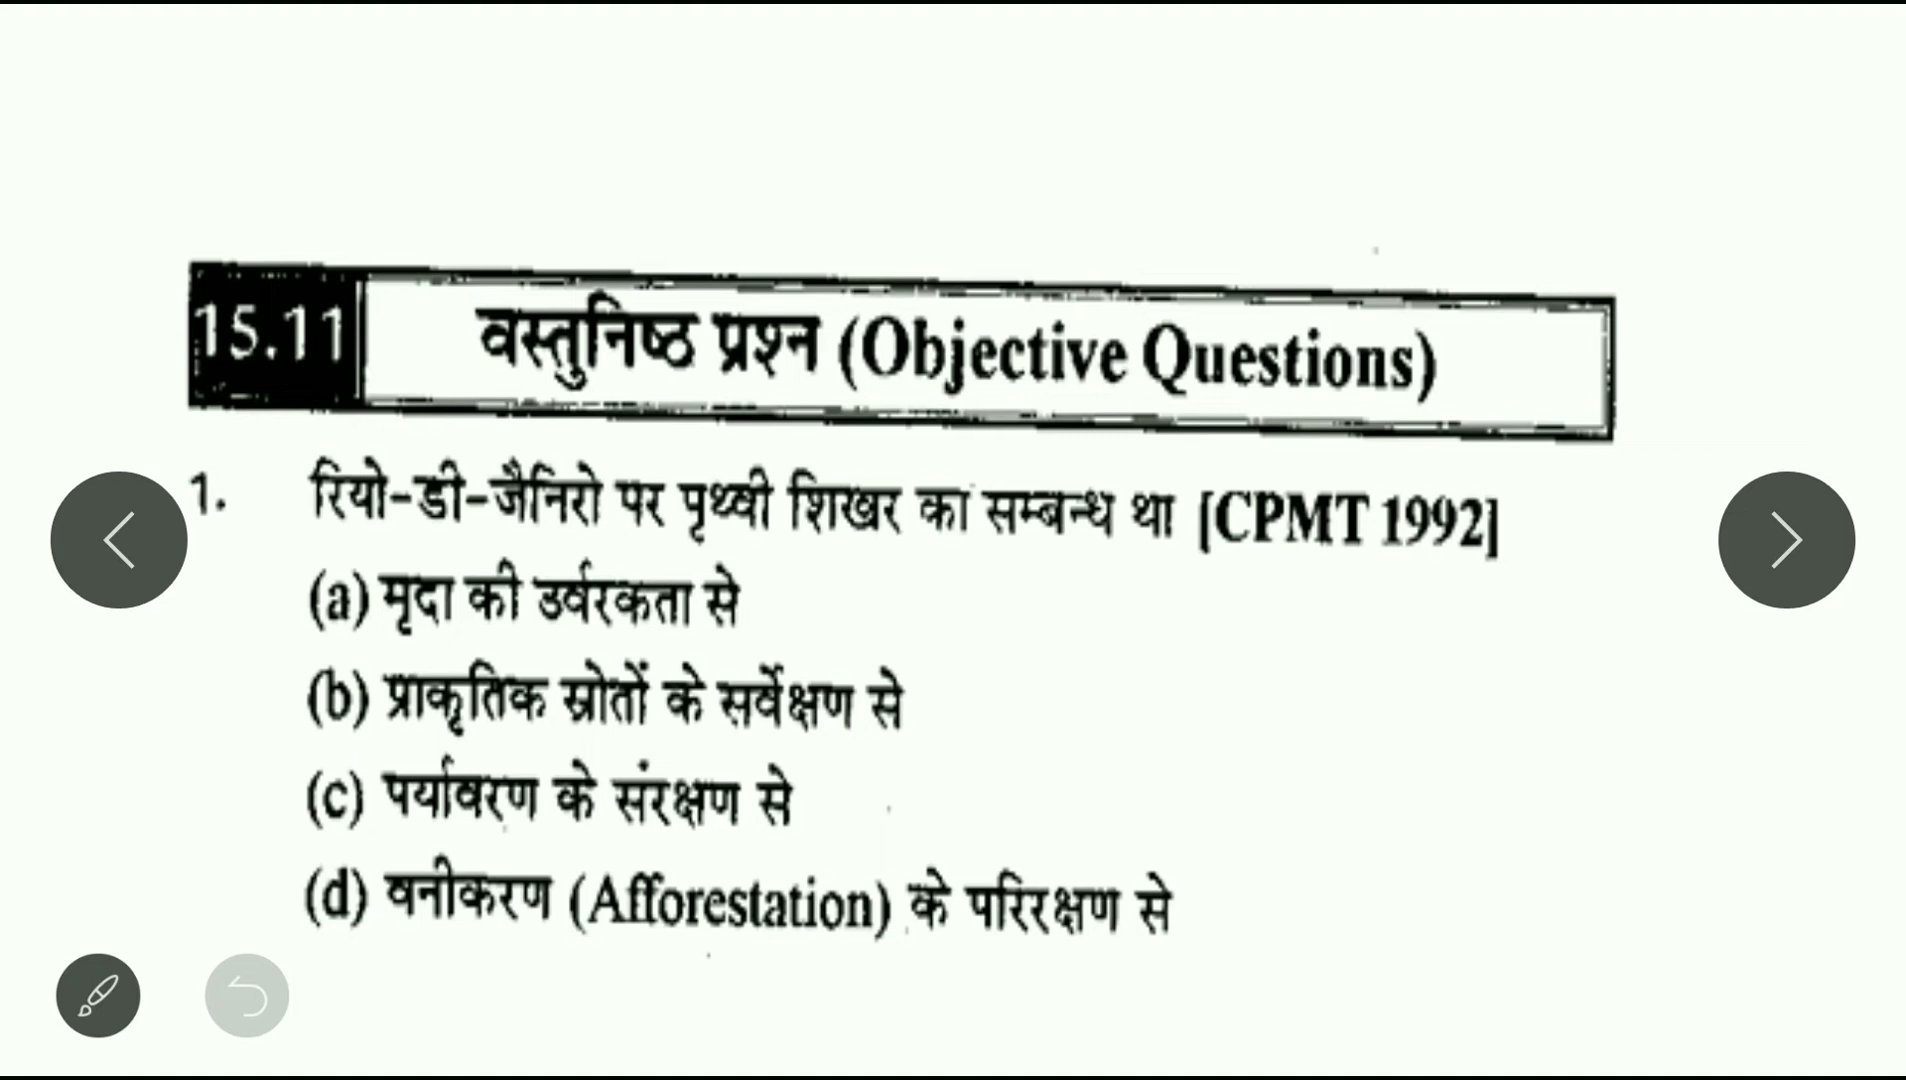 15.11 वस्तुनिष्ठ प्रश्न (Objective Questions)
1. रियो-डी-जैनिरो पर पृथ्वी शिखर का सम्बन्ध था [CPMT 1992]
(a) मृदा की उर्वरकता से
(b) प्राकृतिक स्रोतों के सर्वेक्षण से
(c) पर्यावरण के संरक्षण से
(d) वनीकरण (Afforestation) के परिरक्षण से